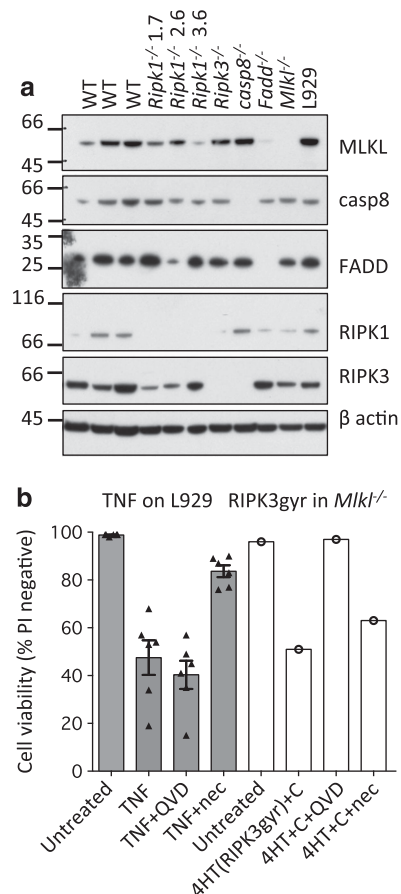 a
WT
WT
WT
Ripk1-/- 1.7
Ripk1-/- 2.6
Ripk1-/- 3.6
Ripk3-/-
casp8-/-
Fadd-/-
Mlkl-/-
L929
66
45
MLKL
66
45
casp8
35
25
FADD
116
66
RIPK1
66
RIPK3
45
β actin
b
TNF on L929 RIPK3gyr in Mlkl-/-
Cell viability (% PI negative)
100
80
60
40
20
0
Untreated
TNF
TNF+QVD
TNF+nec
Untreated
4HT(RIPK3gyr)+C
4HT+C+QVD
4HT+C+nec